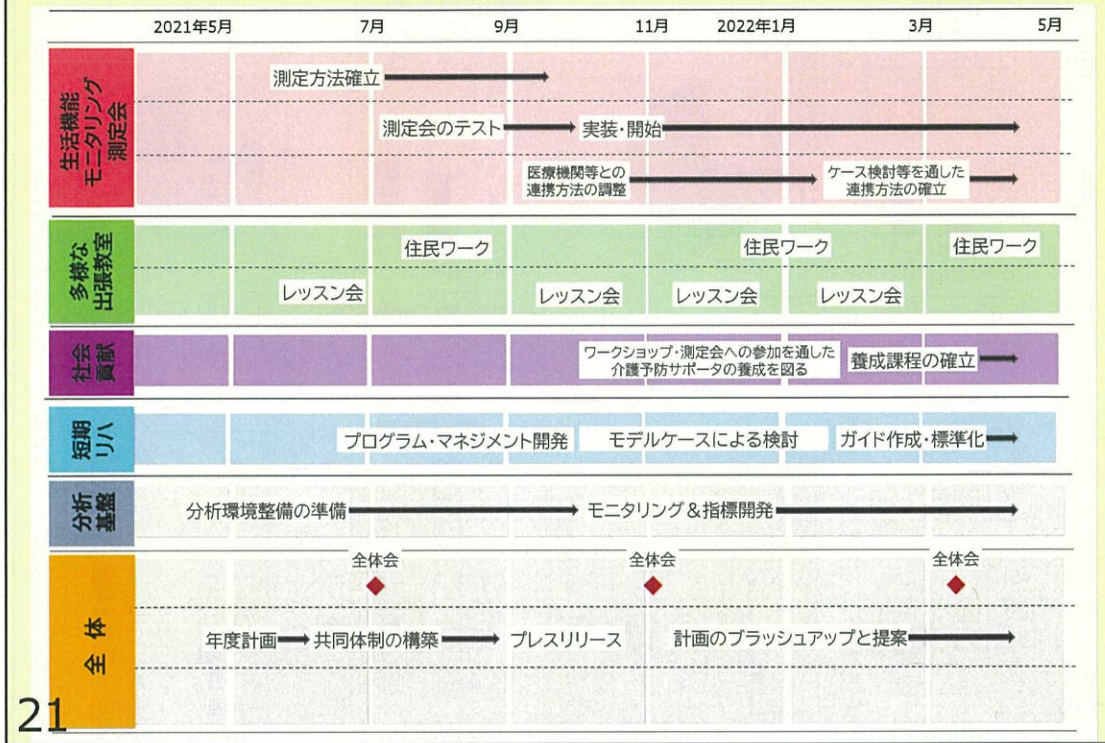 2021年5月 7月 9月 11月 2022年1月 3月 5月
生活機能
モニタリング
測定会
測定方法確立
測定会のテスト 実装・開始
医療機関等との
連携方法の調整
ケース検討等を通した
連携方法の確立
多様な
出張教室
住民ワーク 住民ワーク 住民ワーク
レッスン会 レッスン会 レッスン会 レッスン会
社会
貢献
ワークショップ・測定会への参加を通した
介護予防サポータの養成を図る
養成課程の確立
短期
リハ
プログラム・マネジメント開発 モデルケースによる検討 ガイド作成・標準化
分析
基盤
分析環境整備の準備 モニタリング&指標開発
全体
全体会 全体会 全体会
年度計画 共同体制の構築 プレスリリース 計画のブラッシュアップと提案
21